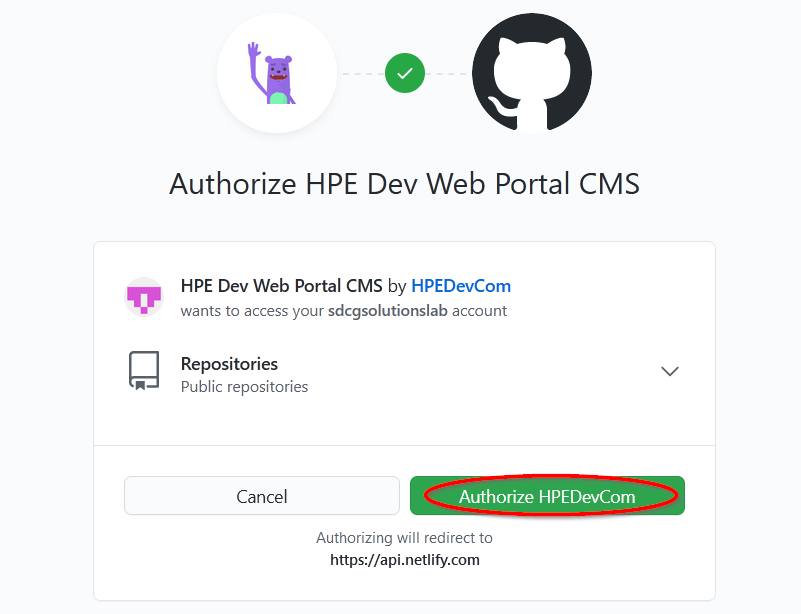 Authorize HPE Dev Web Portal CMS
HPE Dev Web Portal CMS by HPEDevCom
wants to access your sdcgsolutionslab account
Repositories
Public repositories
Cancel
Authorize HPEDevCom
Authorizing will redirect to
https://api.netlify.com